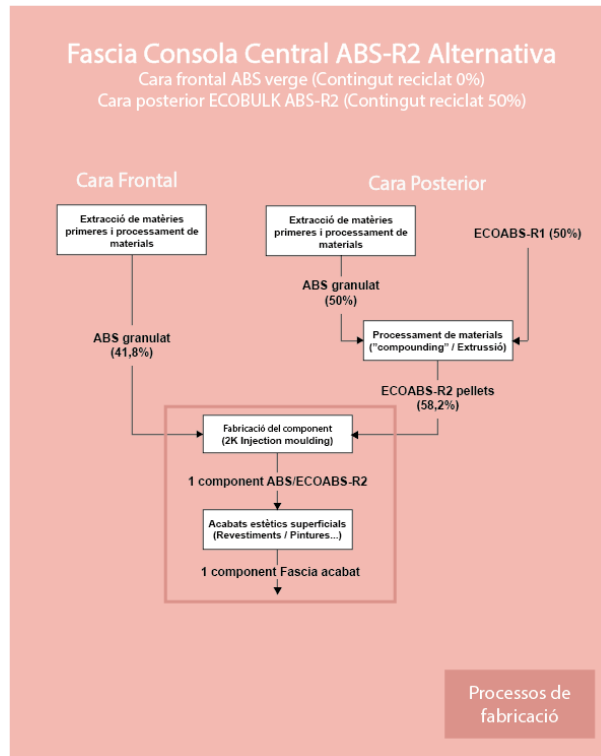 Fascia Consola Central ABS-R2 Alternativa
Cara frontal ABS verge (Contingut reciclat 0%)
Cara posterior ECOBULK ABS-R2 (Contingut reciclat 50%)
Cara Frontal
Cara Posterior
Extracció de matèries
primeres i processament de
materials
Extracció de matèries
primeres i processament de
materials
ECOABS-R1 (50%)
ABS granulat
(50%)
ABS granulat
(41,8%)
Processament de materials
("compounding" / Extrussió)
ECOABS-R2 pellets
(58,2%)
Fabricació del component
(2K Injection moulding)
1 component ABS/ECOABS-R2
Acabats estètics superficials
(Revestiments / Pintures...)
1 component Fascia acabat
Processos de
fabricació